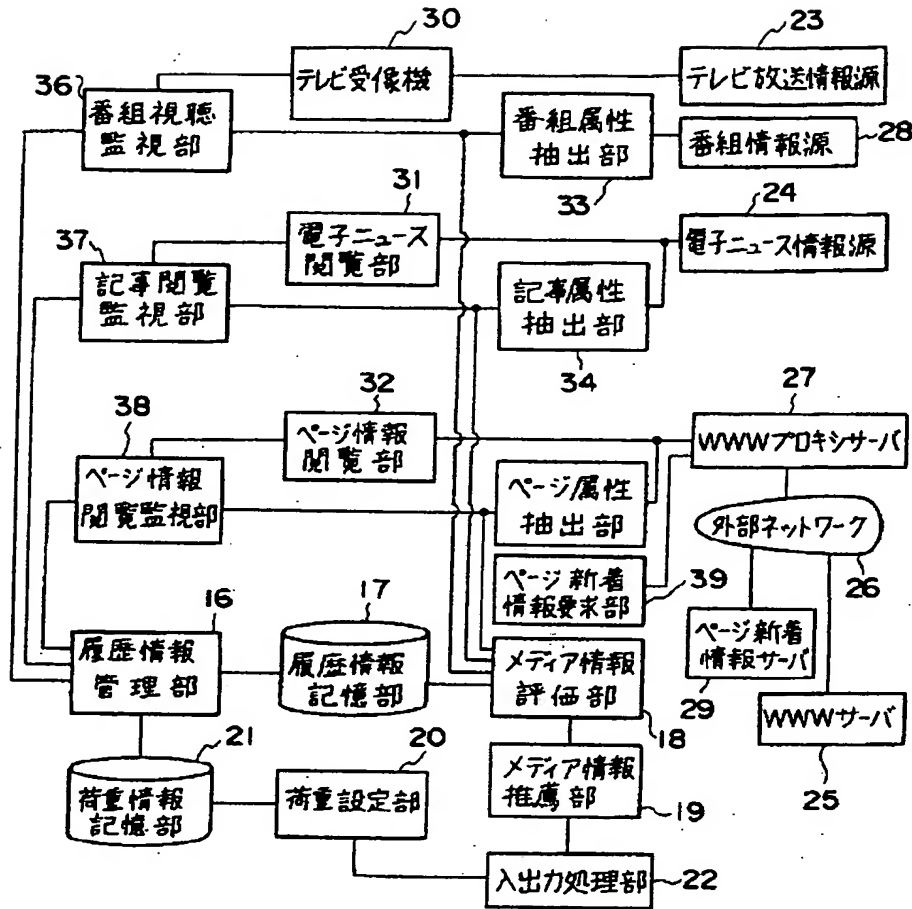 30
23
テレビ受像機
テレビ放送情報源
36
番組視聴
監視部
番組属性
抽出部
33
番組情報源
28
31
電子ニュース
閲覧部
24
電子ニュース情報源
37
記事閲覧
監視部
記事属性
抽出部
34
32
ページ情報
閲覧部
27
WWWプロキシサーバ
38
ページ情報
閲覧監視部
ページ属性
抽出部
外部ネットワーク
26
ページ新着
情報要求部
39
16
履歴情報
管理部
17
履歴情報
記憶部
メディア情報
評価部
18
ページ新着
情報サーバ
29
WWWサーバ
25
21
荷重情報
記憶部
20
荷重設定部
メディア情報
推薦部
19
入出力処理部
22